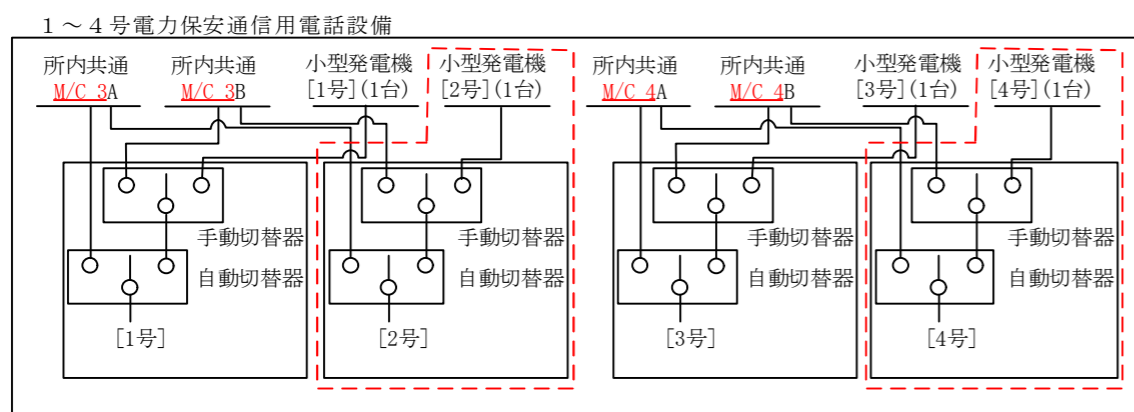 1~4号電力保安通信用電話設備
所内共通
M/C 3A
所内共通
M/C 3B
小型発電機
[1号](1台)
小型発電機
[2号](1台)
所内共通
M/C 4A
所内共通
M/C 4B
小型発電機
[3号](1台)
小型発電機
[4号](1台)
手動切替器
自動切替器
[1号]
手動切替器
自動切替器
[2号]
手動切替器
自動切替器
[3号]
手動切替器
自動切替器
[4号]